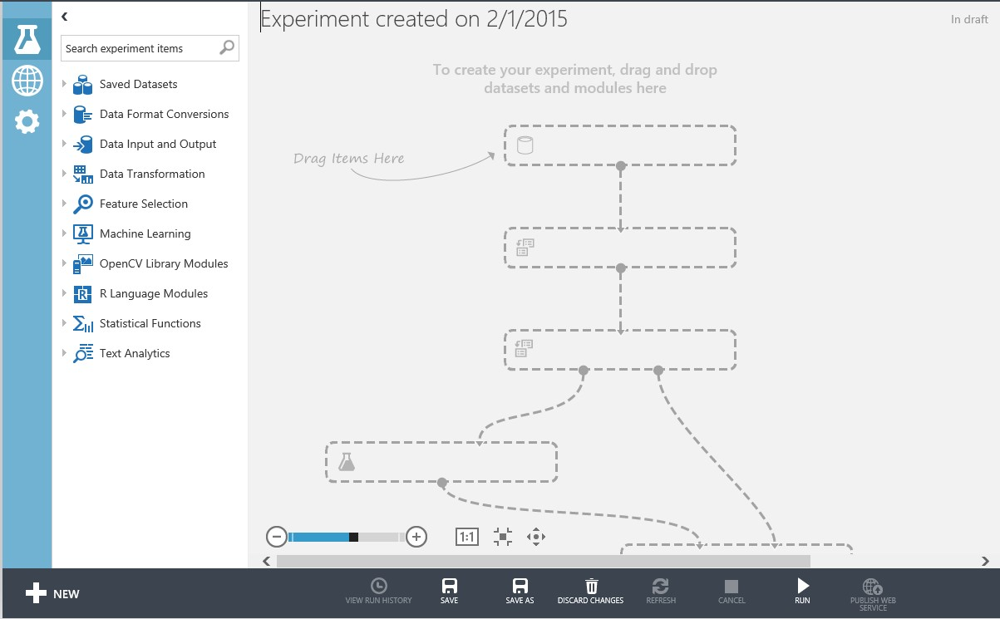 Experiment created on 2/1/2015
In draft
Search experiment items
Saved Datasets
Data Format Conversions
Data Input and Output
Data Transformation
Feature Selection
Machine Learning
OpenCV Library Modules
R Language Modules
Statistical Functions
Text Analytics
To create your experiment, drag and drop
datasets and modules here
Drag Items Here
1:1
NEW
VIEW RUN HISTORY
SAVE
SAVE AS
DISCARD CHANGES
REFRESH
CANCEL
RUN
PUBLISH WEB
SERVICE